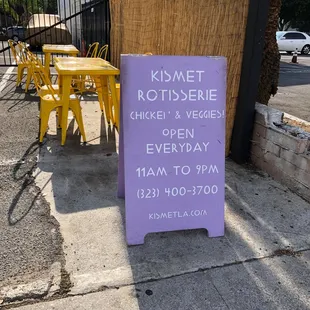 KISMET
ROTISSERIE
(CHICKEN & VEGGIES)
OPEN
EVERYDAY
11AM TO 9PM
(323) 400-3700
KISMETLA.COM